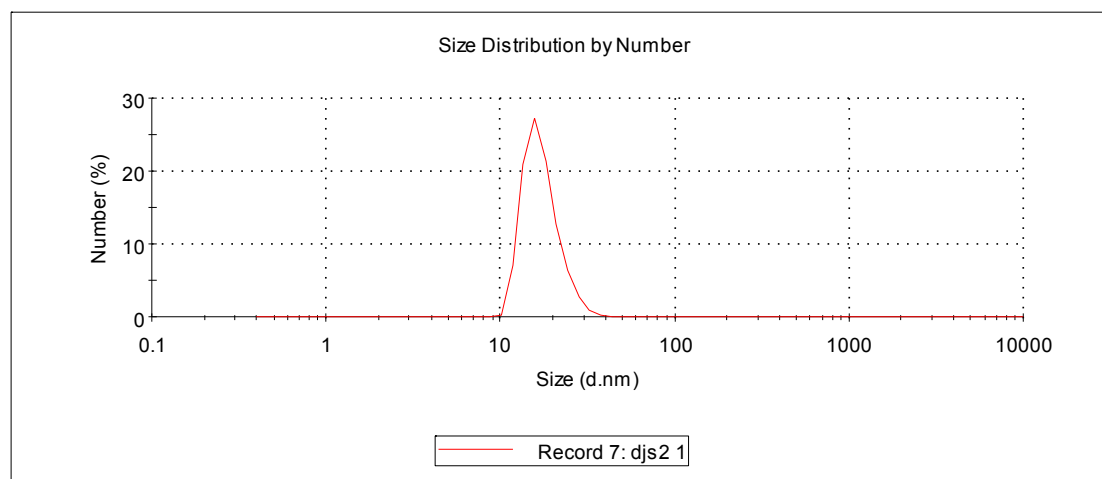 Size Distribution by Number
30
20
10
0
Number (%)
0.1 1 10 100 1000 10000
Size (d.nm)
Record 7: djs2 1